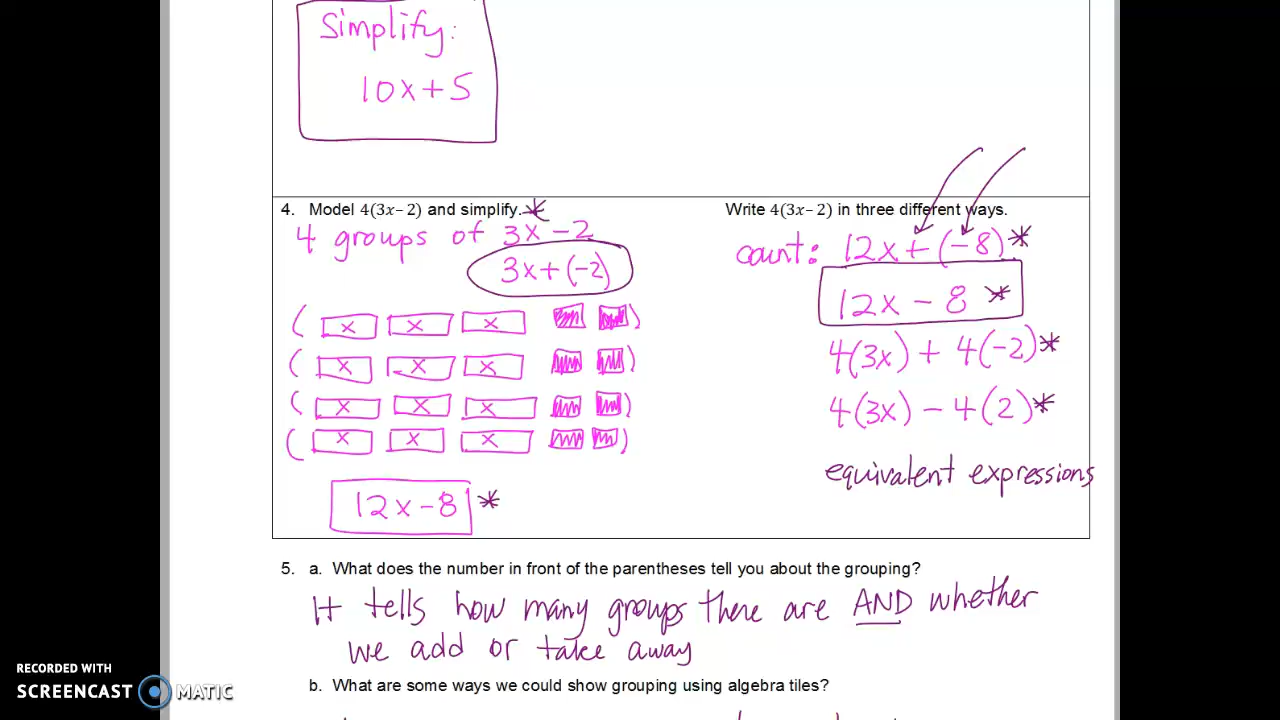 Simplify:
10x+5
4. Model 4(3x–2) and simplify.*
4 groups of 3x-2
3x+(-2)
( x x x )
( x x x )
( x x x )
( x x x )
12x-8 *
Write 4(3x–2) in three different ways.
count: 12x+(-8)*
12x - 8 *
4(3x) + 4(-2)*
4(3x) - 4(2)*
equivalent expressions
5. a. What does the number in front of the parentheses tell you about the grouping?
It tells how many groups there are AND whether
we add or take away
b. What are some ways we could show grouping using algebra tiles?
RECORDED WITH
SCREENCAST MATIC